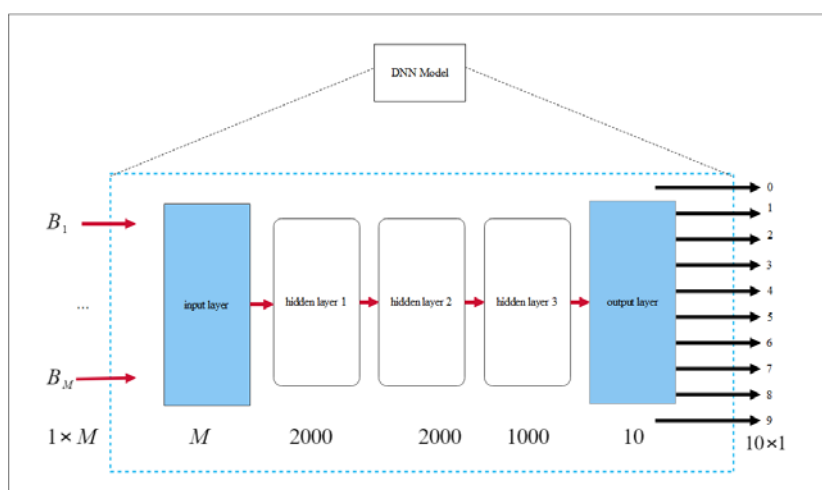 DNN Model
0
1
2
3
4
5
6
7
8
9
B₁
...
B_M
input layer
hidden layer 1
hidden layer 2
hidden layer 3
output layer
1 × M
M
2000
2000
1000
10
10×1